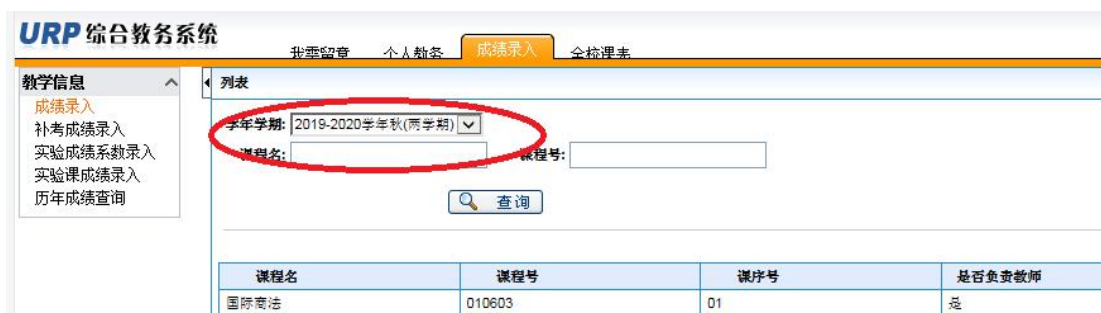 URP 综合教务系统
我要留意 个人教务 成绩录入 全校课表
教学信息
成绩录入
补考成绩录入
实验成绩系数录入
实验课成绩录入
历年成绩查询
列表
学年学期: 2019-2020学年秋(两学期)
课程名: 课程号:
查询
课程名 课程号 课序号 是否负责教师
国际商法 010603 01 是